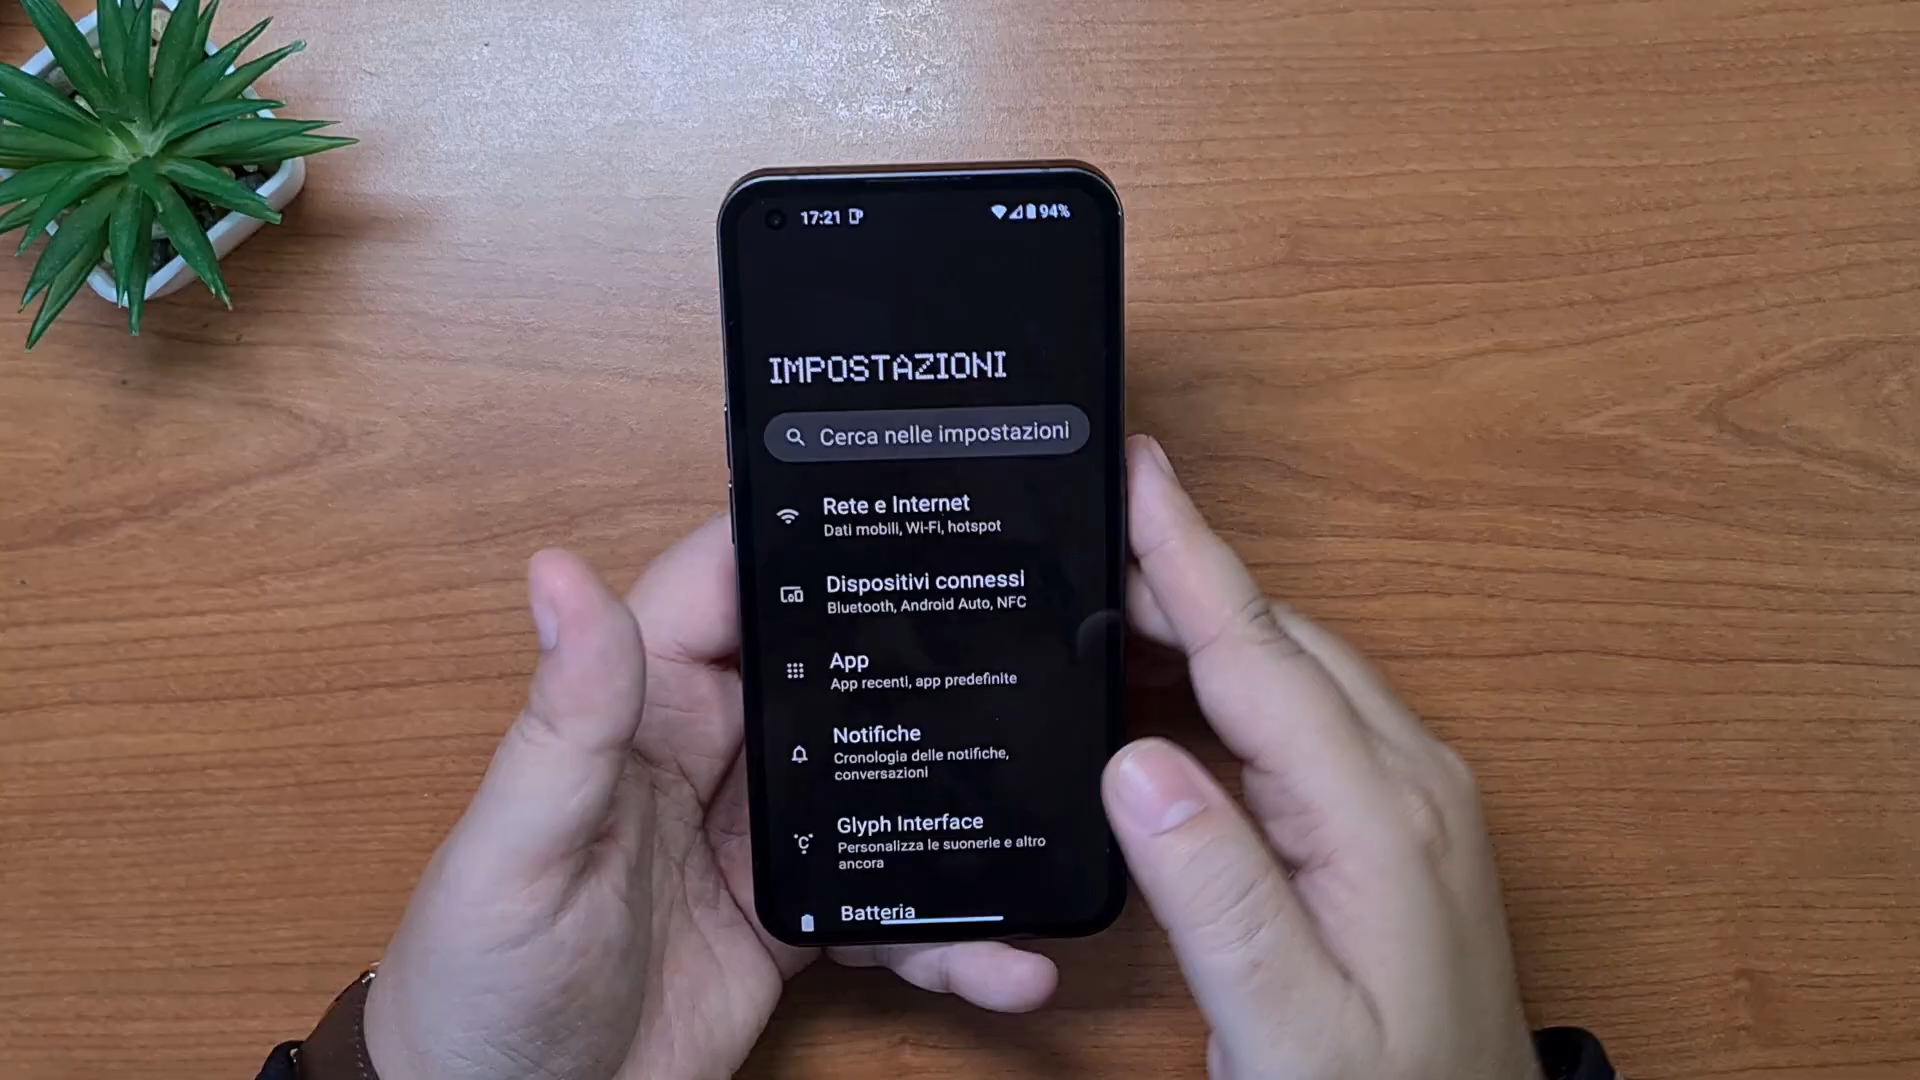 17:21
94%
IMPOSTAZIONI
Cerca nelle impostazioni
Rete e Internet
Dati mobili, Wi-Fi, hotspot
Dispositivi connessi
Bluetooth, Android Auto, NFC
App
App recenti, app predefinite
Notifiche
Cronologia delle notifiche,
conversazioni
Glyph Interface
Personalizza le suonerie e altro
ancora
Batteria